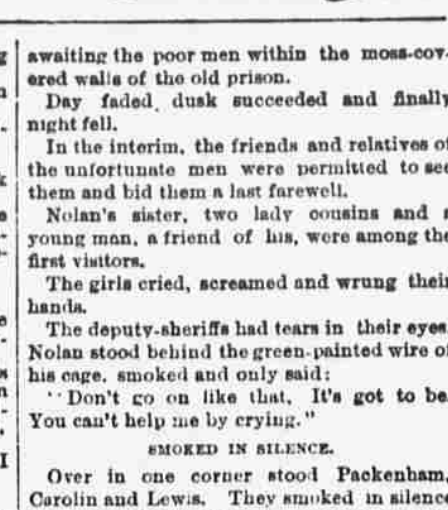 awaiting the poor men within the moss-cov-
ered walls of the old prison.
Day faded, dusk succeeded and finally
night fell.
In the interim, the friends and relatives of
the unfortunate men were permitted to see
them and bid them a last farewell.
Nolan's sister, two lady cousins and a
young man, a friend of his, were among the
first visitors.
The girls cried, screamed and wrung their
hands.
The deputy-sheriffs had tears in their eyes
Nolan stood behind the green-painted wire of
his cage, smoked and only said:
"Don't go on like that. It's got to be
You can't help me by crying."
SMOKED IN SILENCE.
Over in one corner stood Packenham,
Carolin and Lewis. They smoked in silence